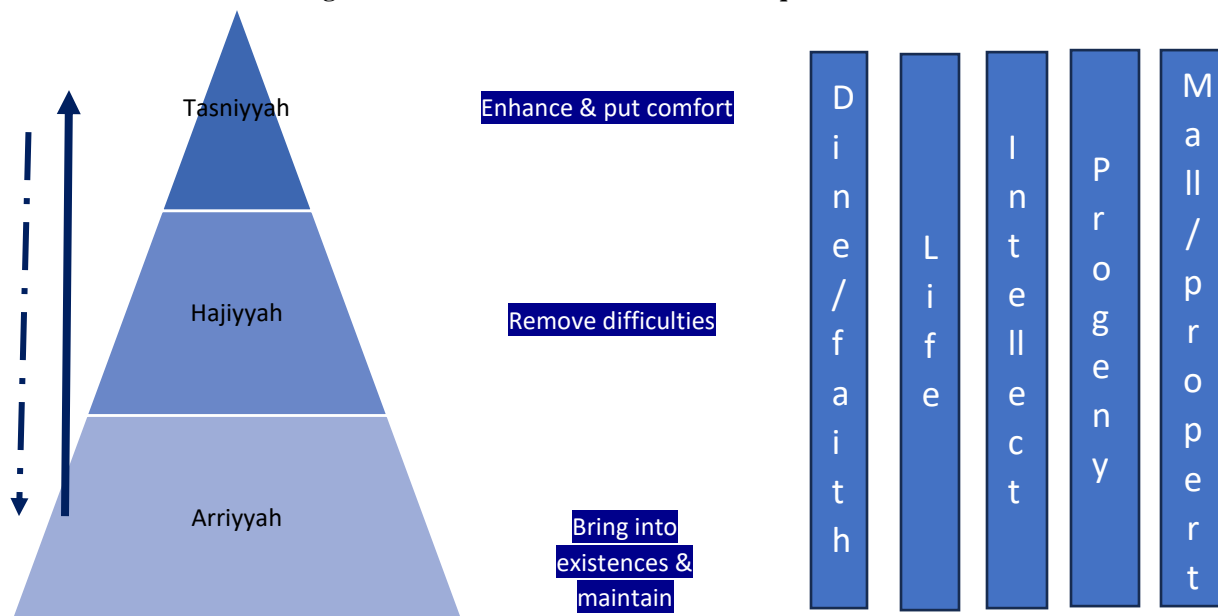 Tasniyyah
Enhance & put comfort
Hajiyyah
Remove difficulties
Arriyyah
Bring into
existences &
maintain
Dine/faith
Life
Intellect
Progeny
Mall/propert